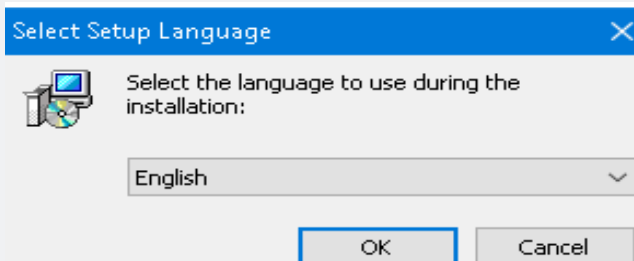 Select Setup Language
Select the language to use during the
installation:
English
OK
Cancel